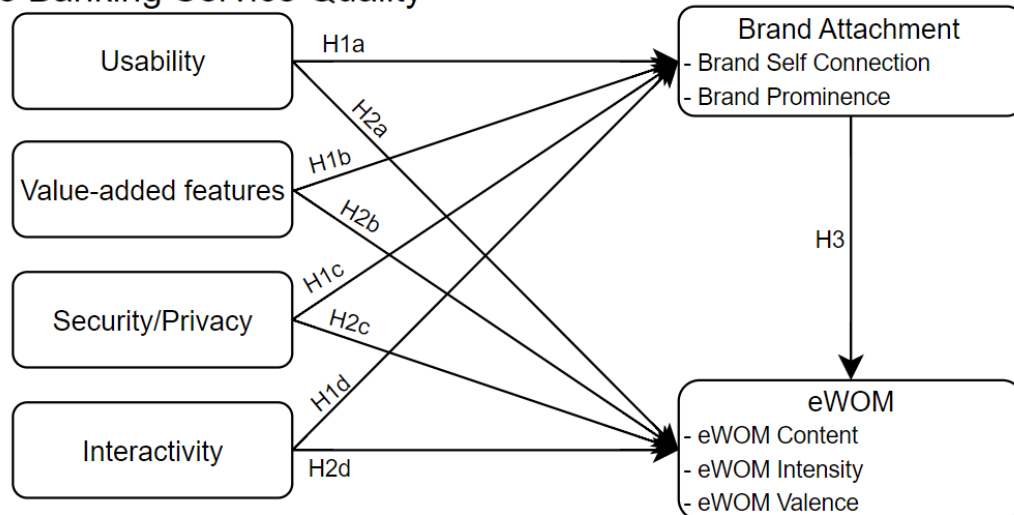 Banking Service Quality
Usability
Value-added features
Security/Privacy
Interactivity
H1a
H2a
H1b
H2b
H1c
H2c
H1d
H2d
Brand Attachment
- Brand Self Connection
- Brand Prominence
H3
eWOM
- eWOM Content
- eWOM Intensity
- eWOM Valence